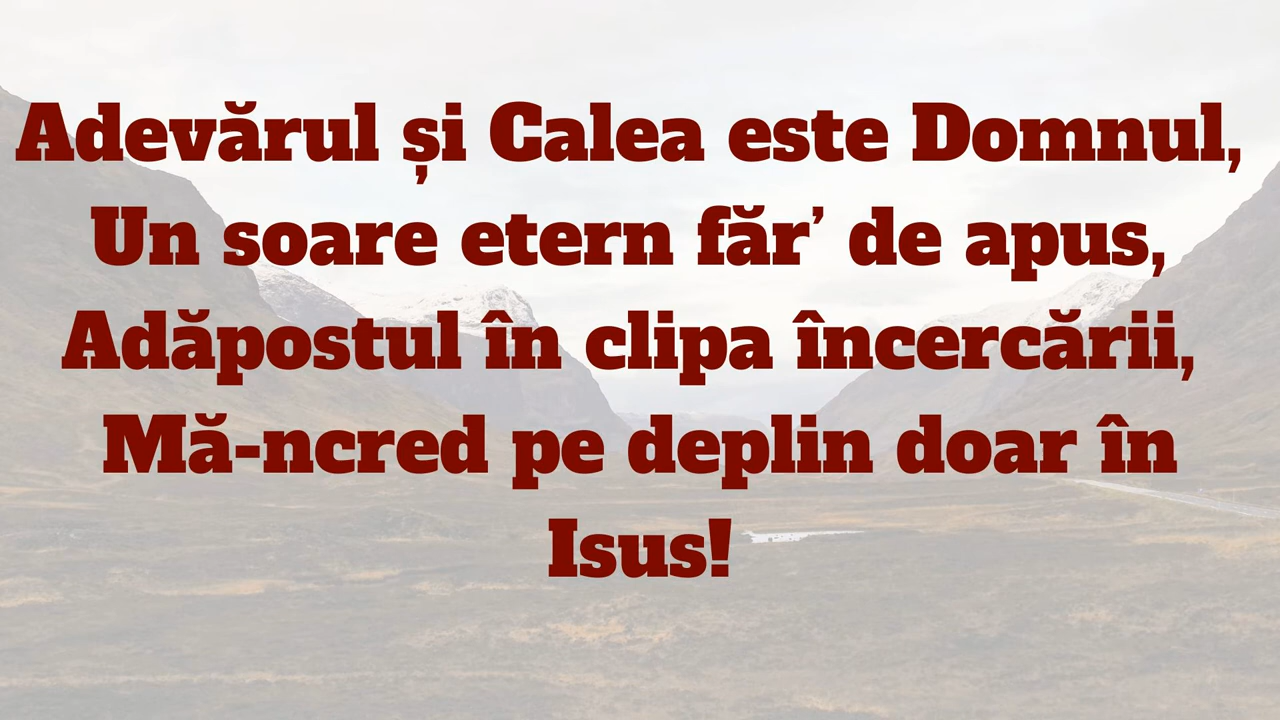 Adevărul și Calea este Domnul,
Un soare etern făr’ de apus,
Adăpostul în clipa încercării,
Mă-ncred pe deplin doar în
Isus!